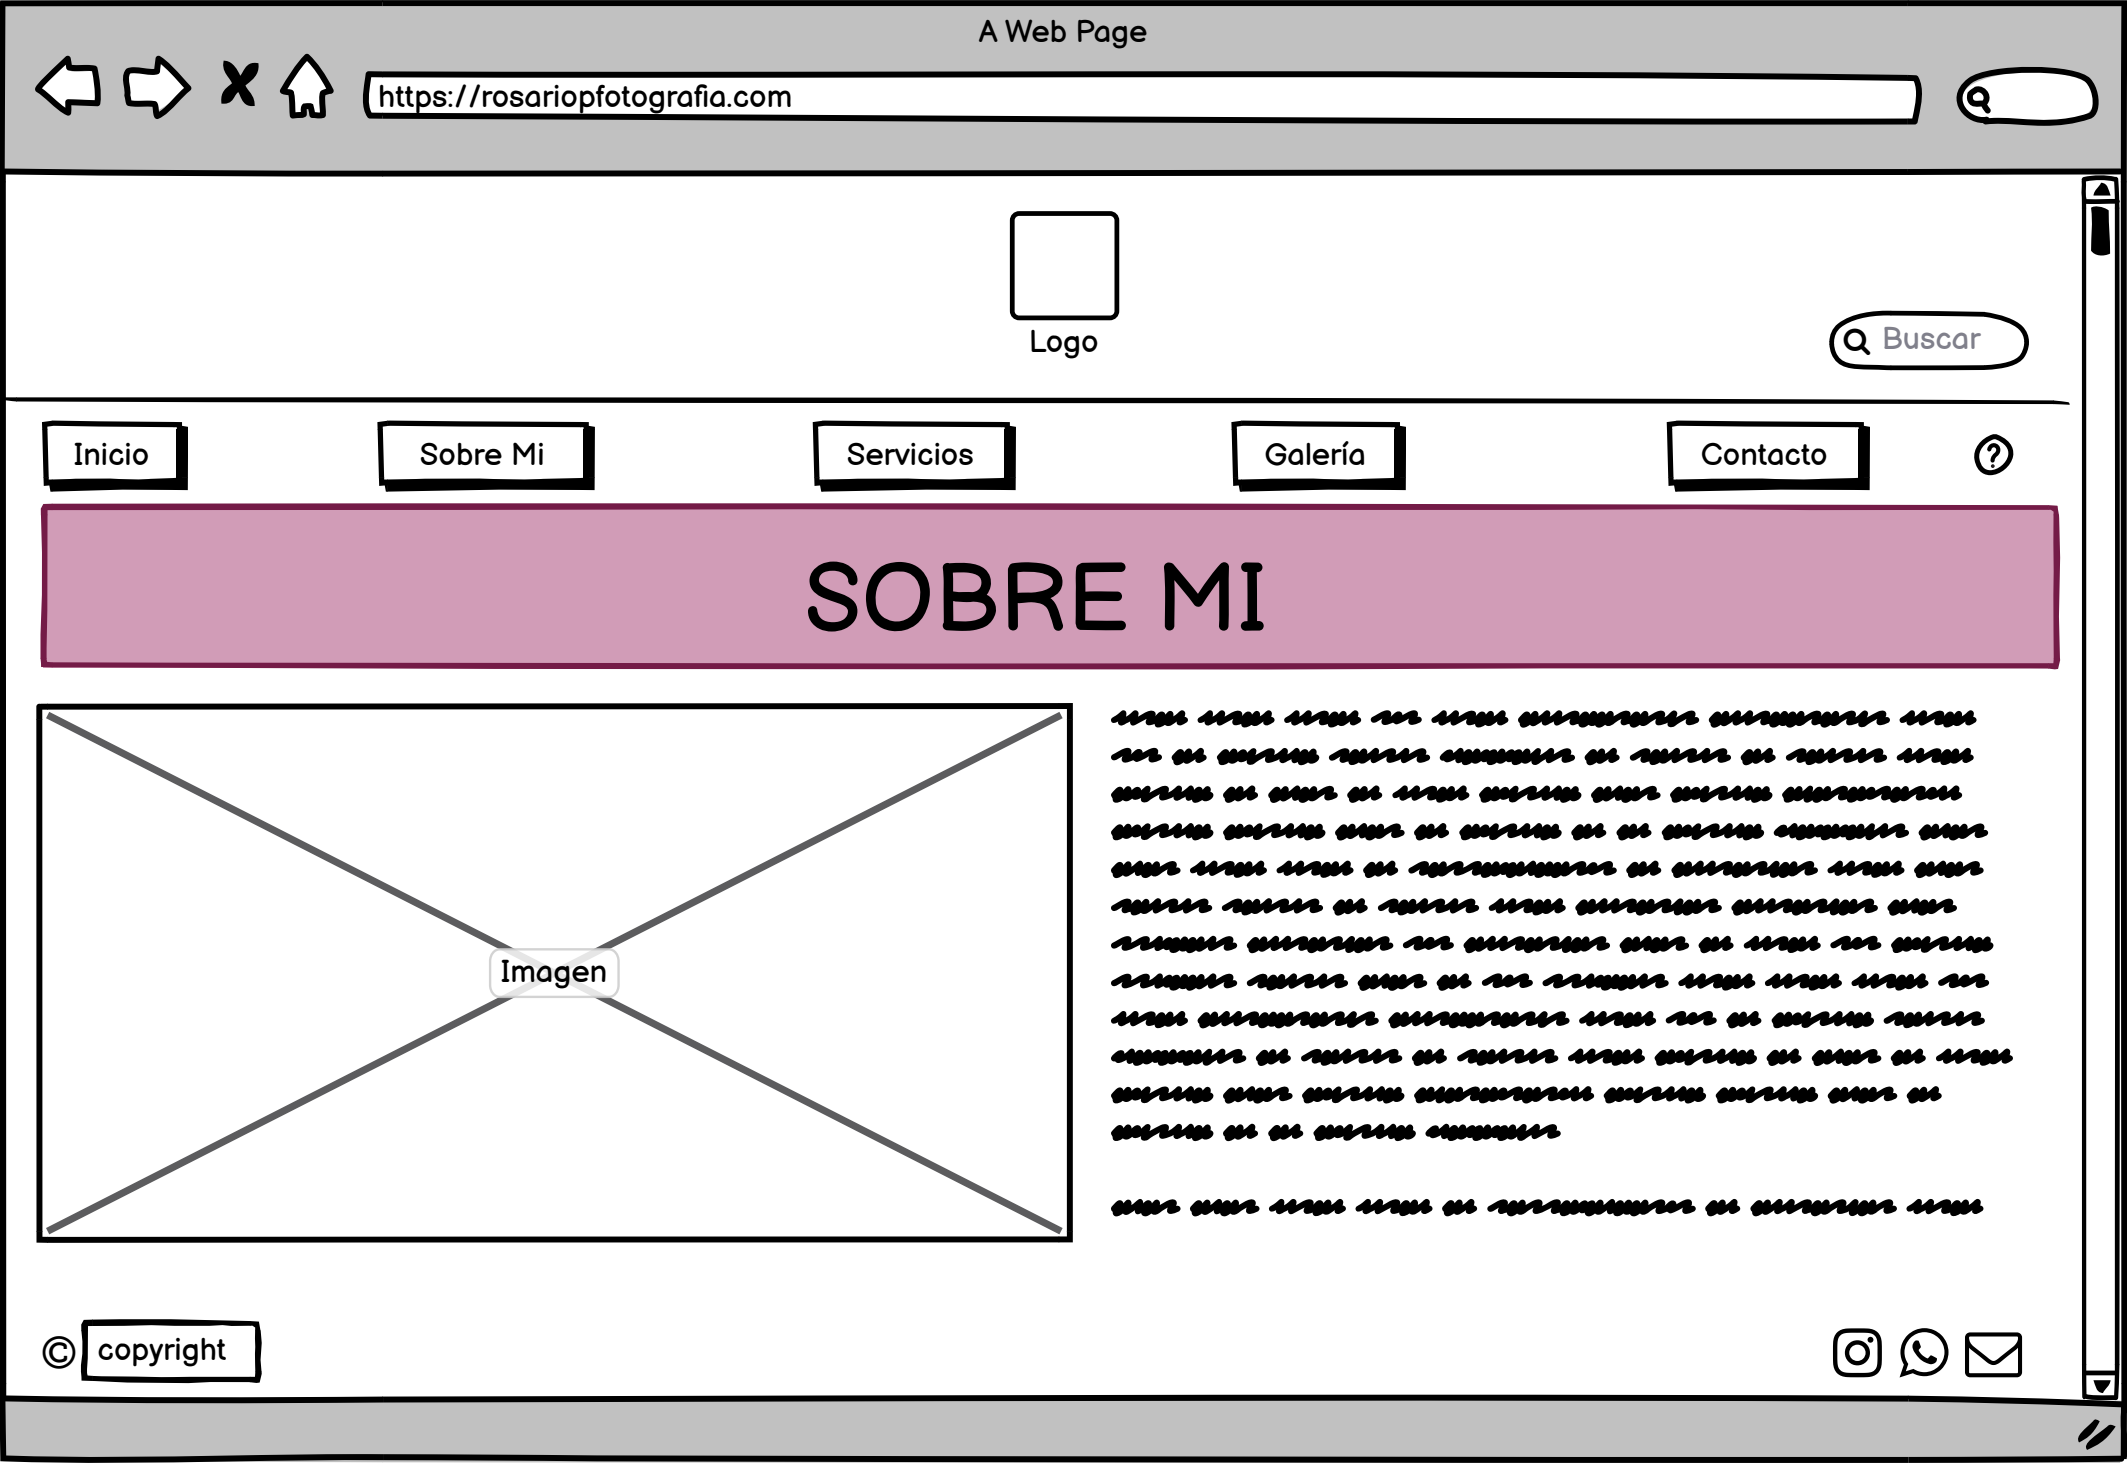 A Web Page
https://rosariopfotografia.com
Logo
Buscar
Inicio
Sobre Mi
Servicios
Galería
Contacto
?
SOBRE MI
Imagen
© copyright